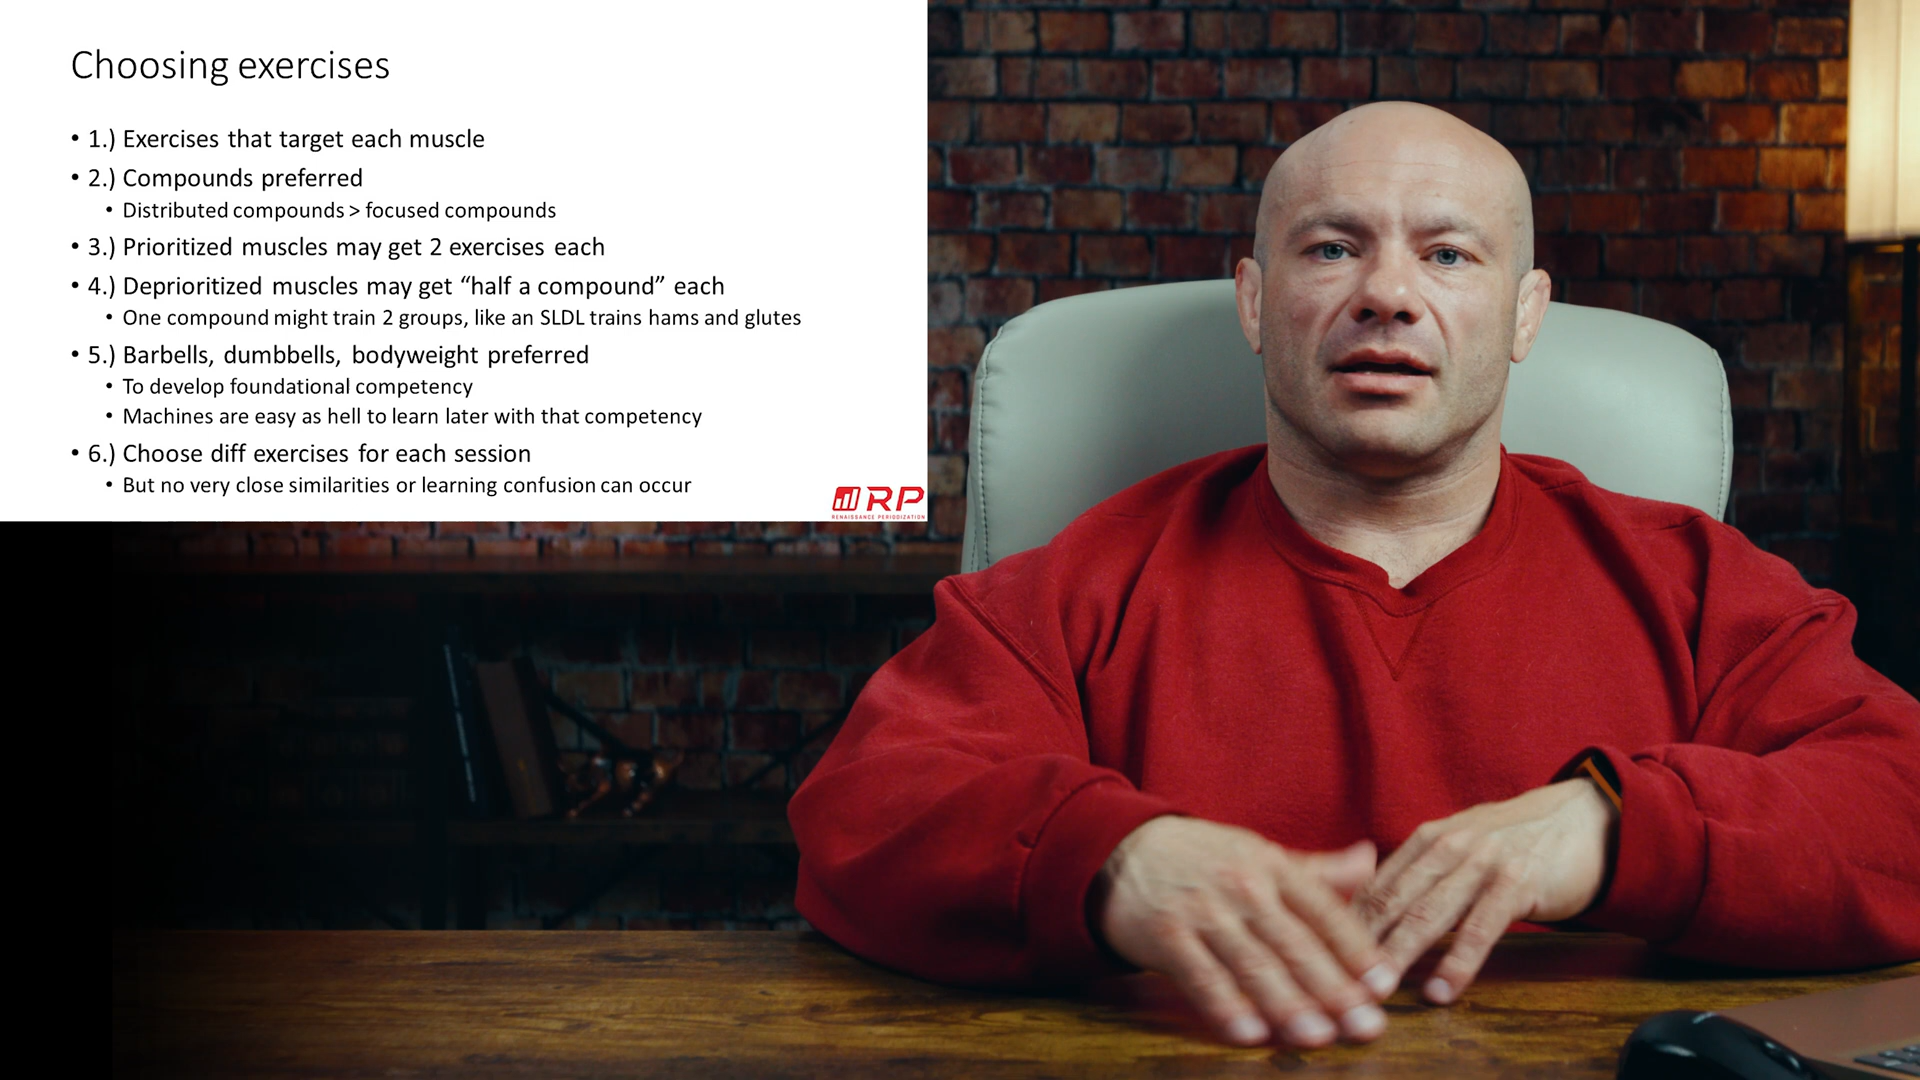 Choosing exercises
• 1.) Exercises that target each muscle
• 2.) Compounds preferred
• Distributed compounds > focused compounds
• 3.) Prioritized muscles may get 2 exercises each
• 4.) Deprioritized muscles may get “half a compound” each
• One compound might train 2 groups, like an SLDL trains hams and glutes
• 5.) Barbells, dumbbells, bodyweight preferred
• To develop foundational competency
• Machines are easy as hell to learn later with that competency
• 6.) Choose diff exercises for each session
• But no very close similarities or learning confusion can occur
RP
RENAISSANCE PERIODIZATION